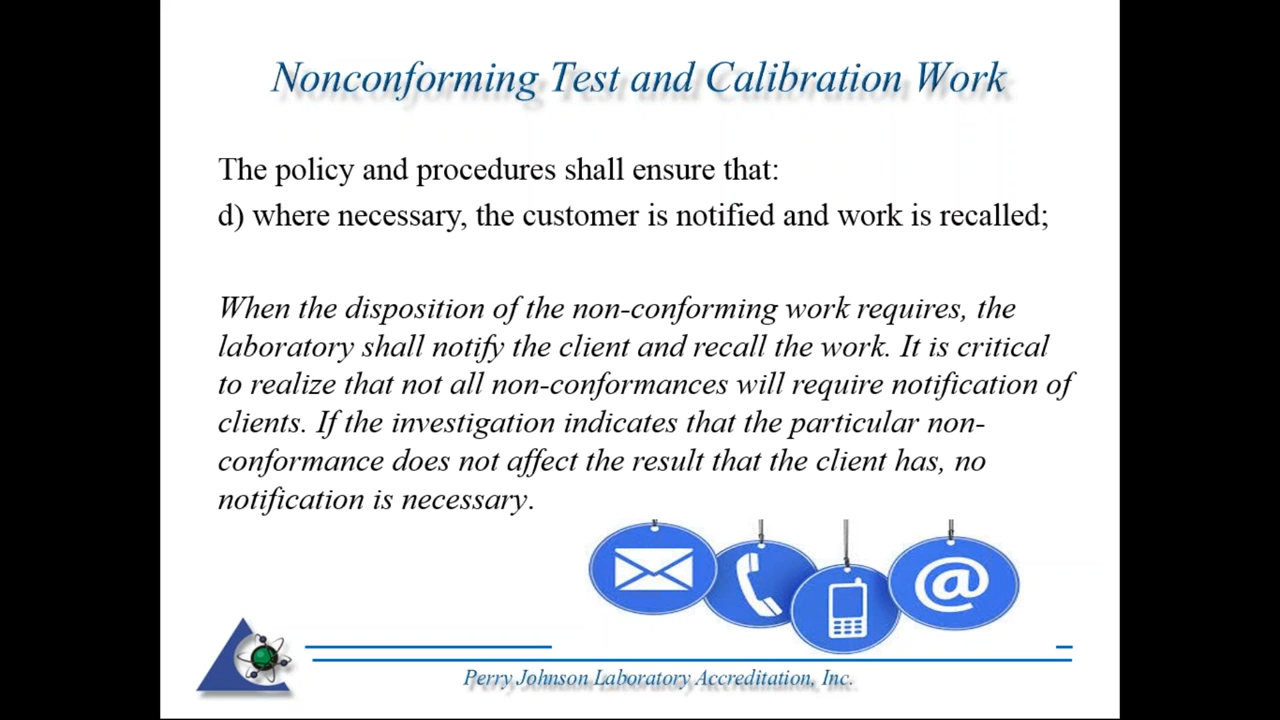 Nonconforming Test and Calibration Work
The policy and procedures shall ensure that:
d) where necessary, the customer is notified and work is recalled;
When the disposition of the non-conforming work requires, the
laboratory shall notify the client and recall the work. It is critical
to realize that not all non-conformances will require notification of
clients. If the investigation indicates that the particular non-
conformance does not affect the result that the client has, no
notification is necessary.
@
Perry Johnson Laboratory Accreditation, Inc.